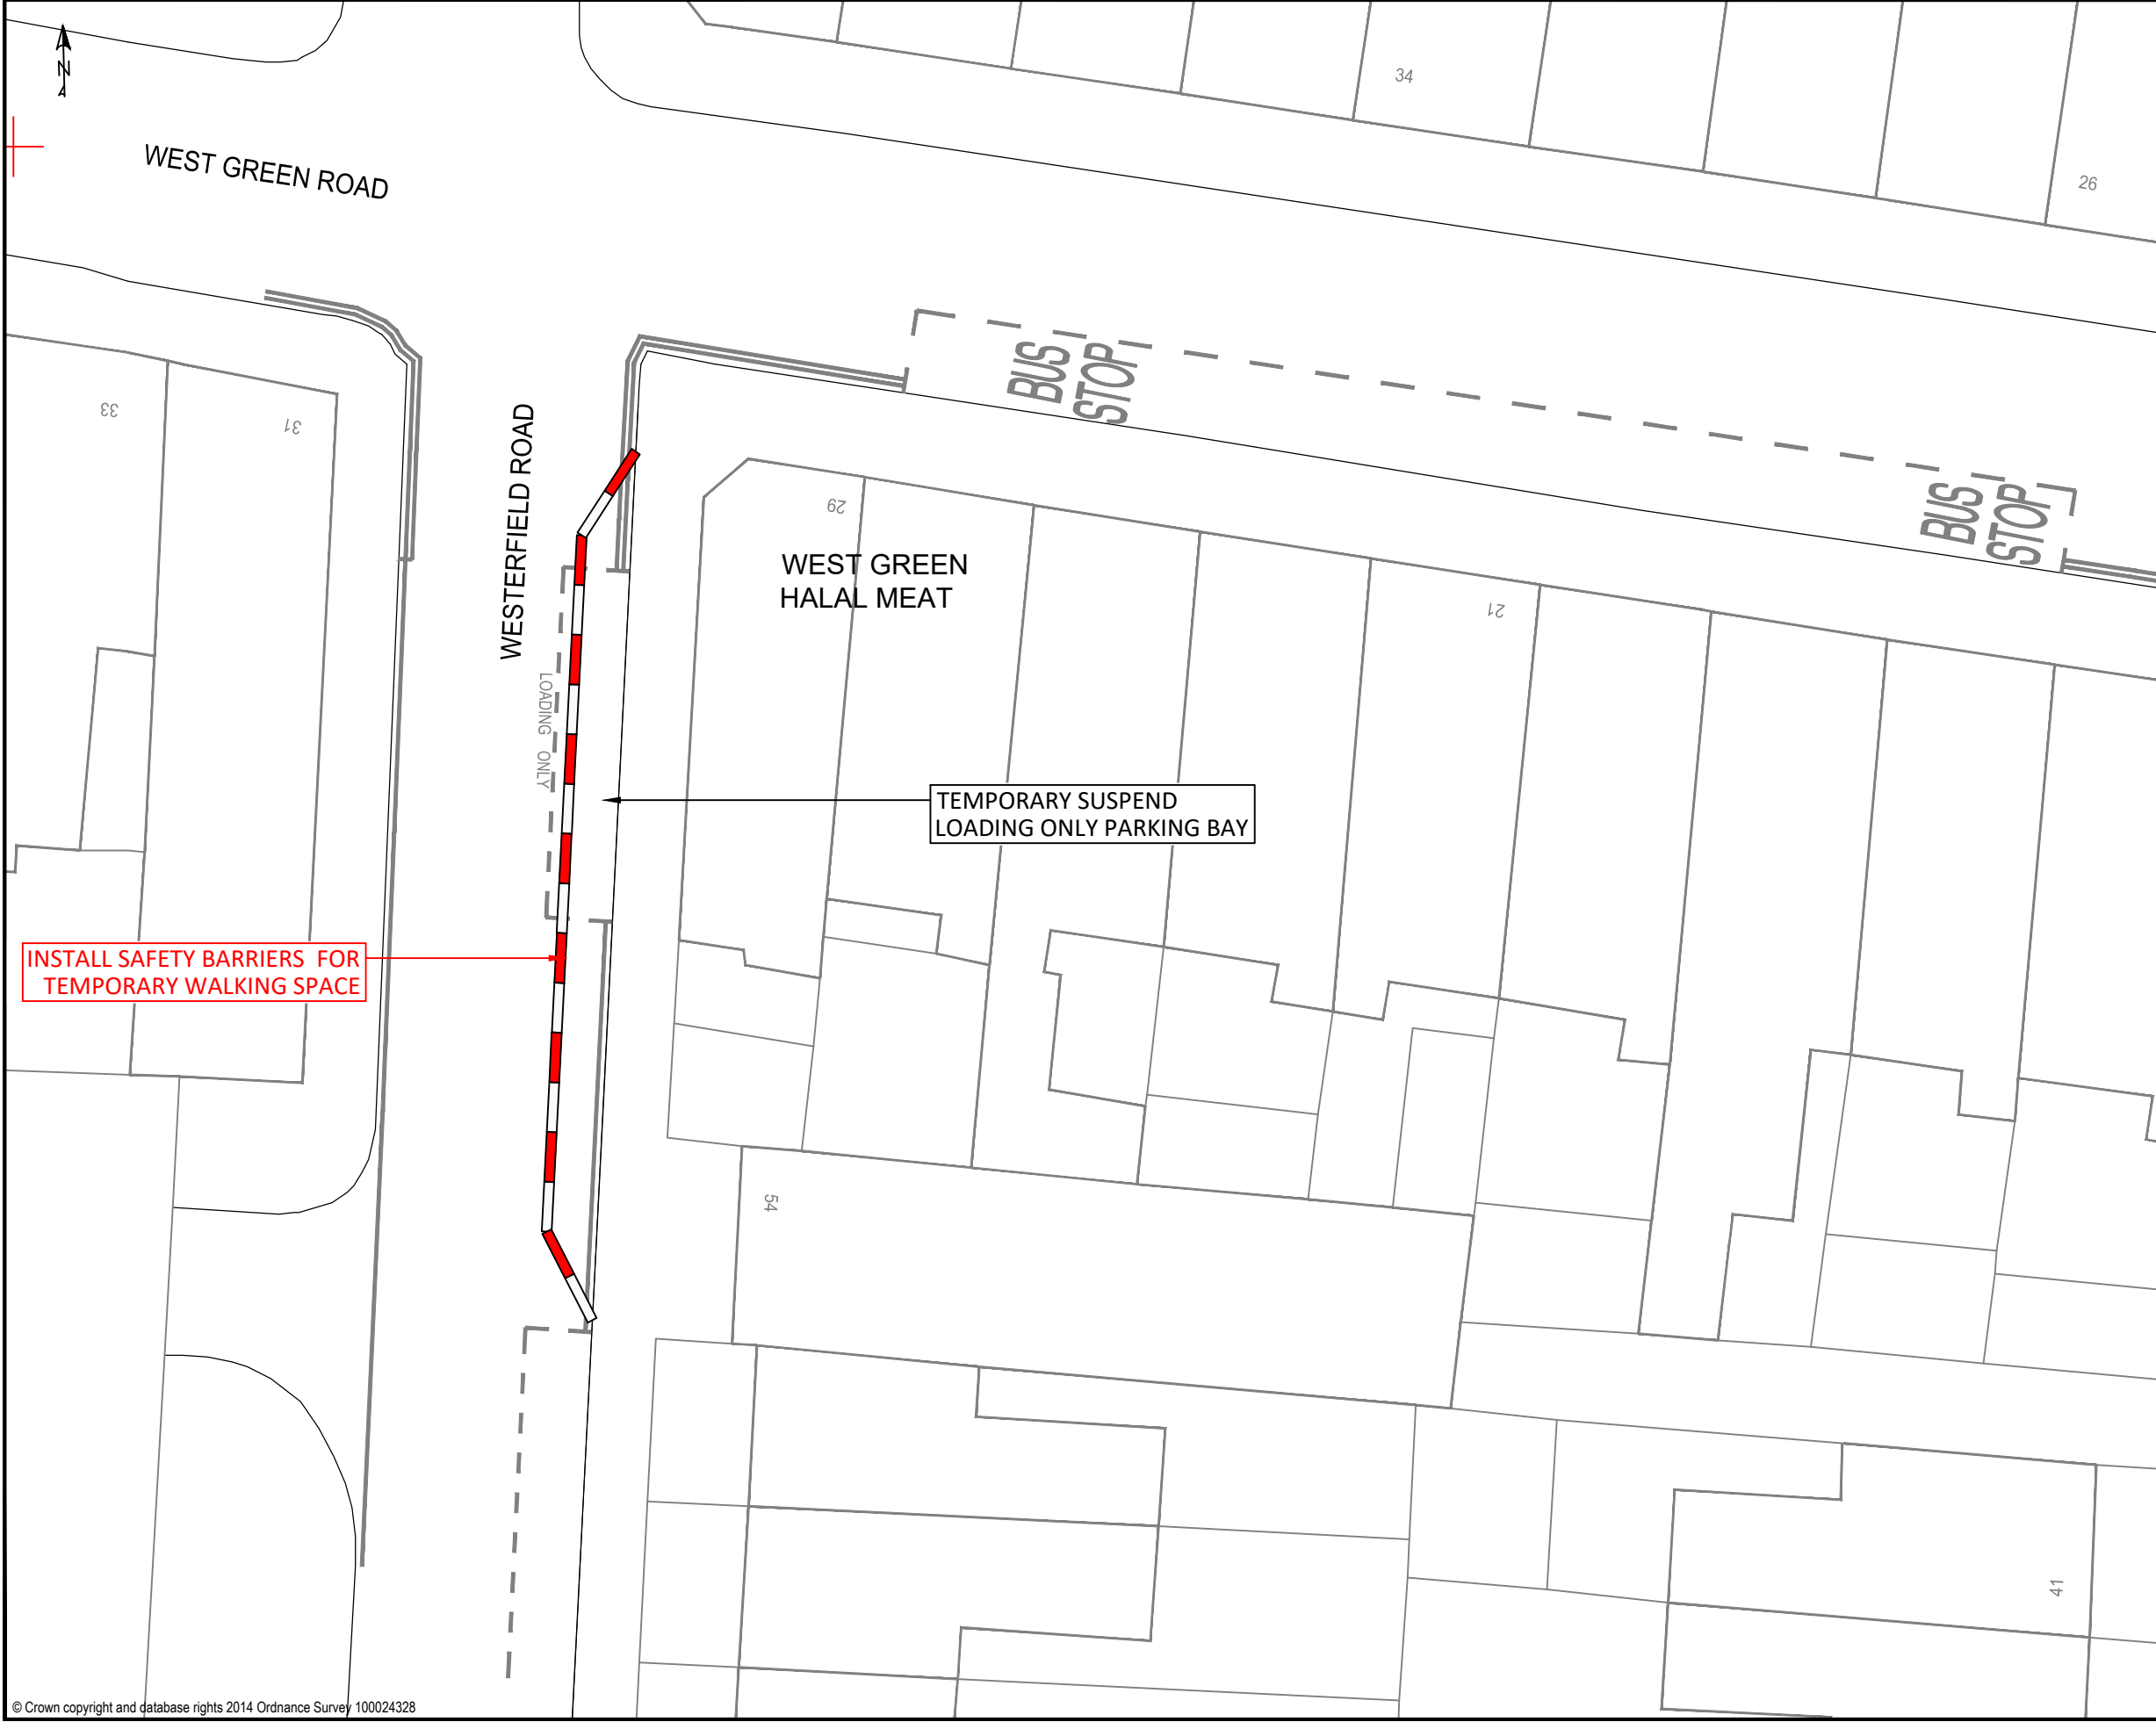 34
26
N
WEST GREEN ROAD
BUS
STOP
BUS
STOP
33
31
29
21
WESTERFIELD ROAD
WEST GREEN
HALAL MEAT
LOADING ONLY
TEMPORARY SUSPEND
LOADING ONLY PARKING BAY
INSTALL SAFETY BARRIERS FOR
TEMPORARY WALKING SPACE
54
41
© Crown copyright and database rights 2014 Ordnance Survey 100024328